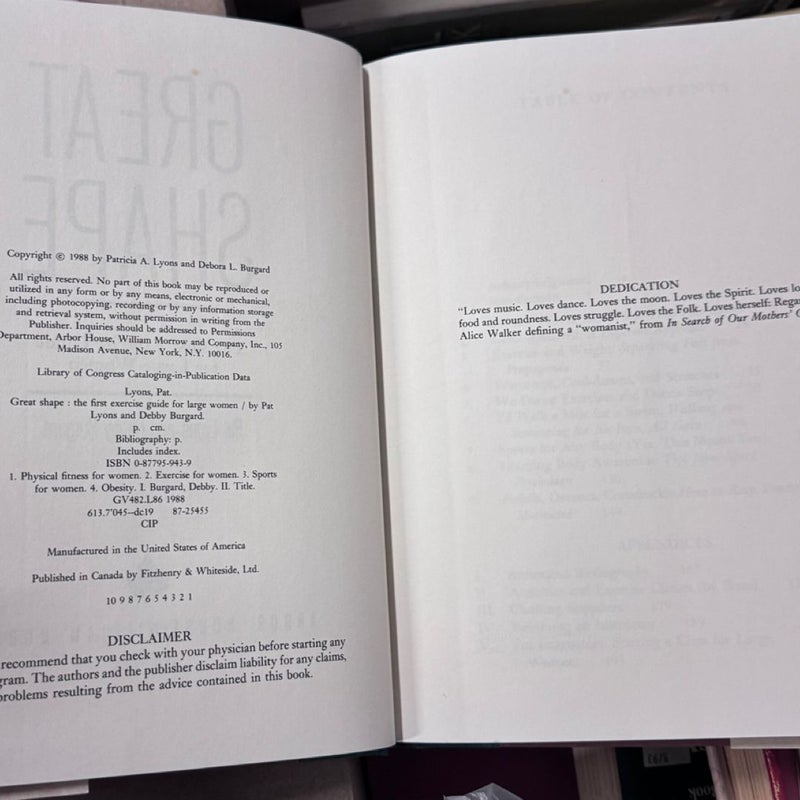 GREAT
SHAPE
Copyright © 1988 by Patricia A. Lyons and Debora L. Burgard
All rights reserved. No part of this book may be reproduced or
utilized in any form or by any means, electronic or mechanical,
including photocopying, recording or by any information storage
and retrieval system, without permission in writing from the
Publisher. Inquiries should be addressed to Permissions
Department, Arbor House, William Morrow and Company, Inc., 105
Madison Avenue, New York, N.Y. 10016.
Library of Congress Cataloging-in-Publication Data
Lyons, Pat.
Great shape : the first exercise guide for large women / by Pat
Lyons and Debby Burgard.
p. cm.
Bibliography: p.
Includes index.
ISBN 0-87795-943-9
1. Physical fitness for women. 2. Exercise for women. 3. Sports
for women. 4. Obesity. I. Burgard, Debby. II. Title.
GV482.L86 1988
613.7'045--dc19 87-25455
CIP
Manufactured in the United States of America
Published in Canada by Fitzhenry & Whiteside, Ltd.
10 9 8 7 6 5 4 3 2 1
DISCLAIMER
recommend that you check with your physician before starting any
gram. The authors and the publisher disclaim liability for any claims,
problems resulting from the advice contained in this book.
TABLE OF CONTENTS
DEDICATION
"Loves music. Loves dance. Loves the moon. Loves the Spirit. Loves lo
food and roundness. Loves struggle. Loves the Folk. Loves herself: Regar
Alice Walker defining a "womanist," from In Search of Our Mothers' G
APPENDICES